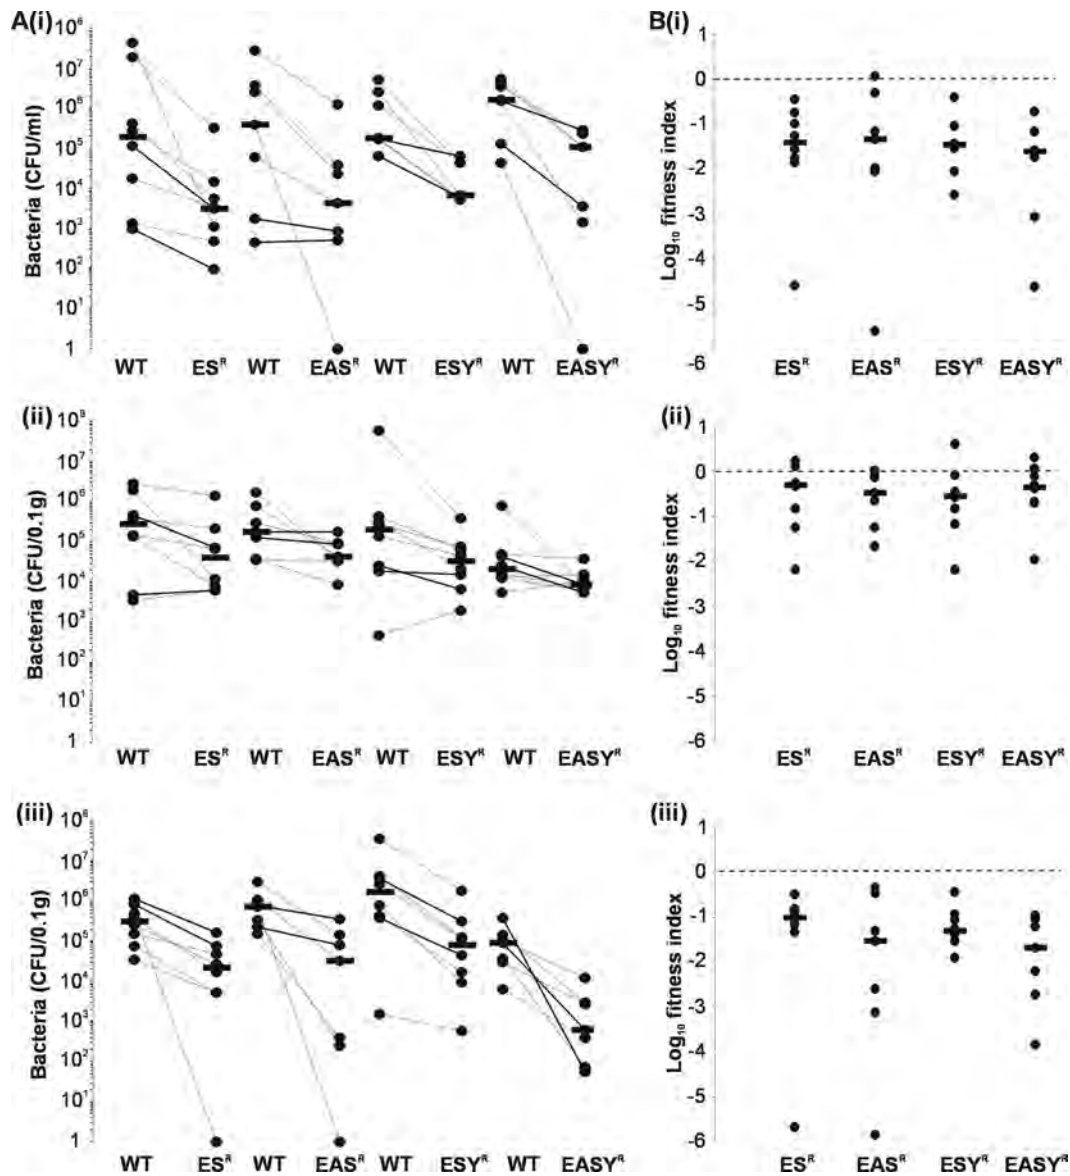 A(i)
Bacteria (CFU/ml)
10⁸
10⁷
10⁶
10⁵
10⁴
10³
10²
10¹
1
WT ESᴿ WT EASᴿ WT ESYᴿ WT EASYᴿ
B(i)
Log₁₀ fitness index
1
0
-1
-2
-3
-4
-5
-6
ESᴿ EASᴿ ESYᴿ EASYᴿ
(ii)
Bacteria (CFU/0.1g)
10⁸
10⁷
10⁶
10⁵
10⁴
10³
10²
10¹
1
WT ESᴿ WT EASᴿ WT ESYᴿ WT EASYᴿ
(ii)
Log₁₀ fitness index
1
0
-1
-2
-3
-4
-5
-6
ESᴿ EASᴿ ESYᴿ EASYᴿ
(iii)
Bacteria (CFU/0.1g)
10⁸
10⁷
10⁶
10⁵
10⁴
10³
10²
10¹
1
WT ESᴿ WT EASᴿ WT ESYᴿ WT EASYᴿ
(iii)
Log₁₀ fitness index
1
0
-1
-2
-3
-4
-5
-6
ESᴿ EASᴿ ESYᴿ EASYᴿ